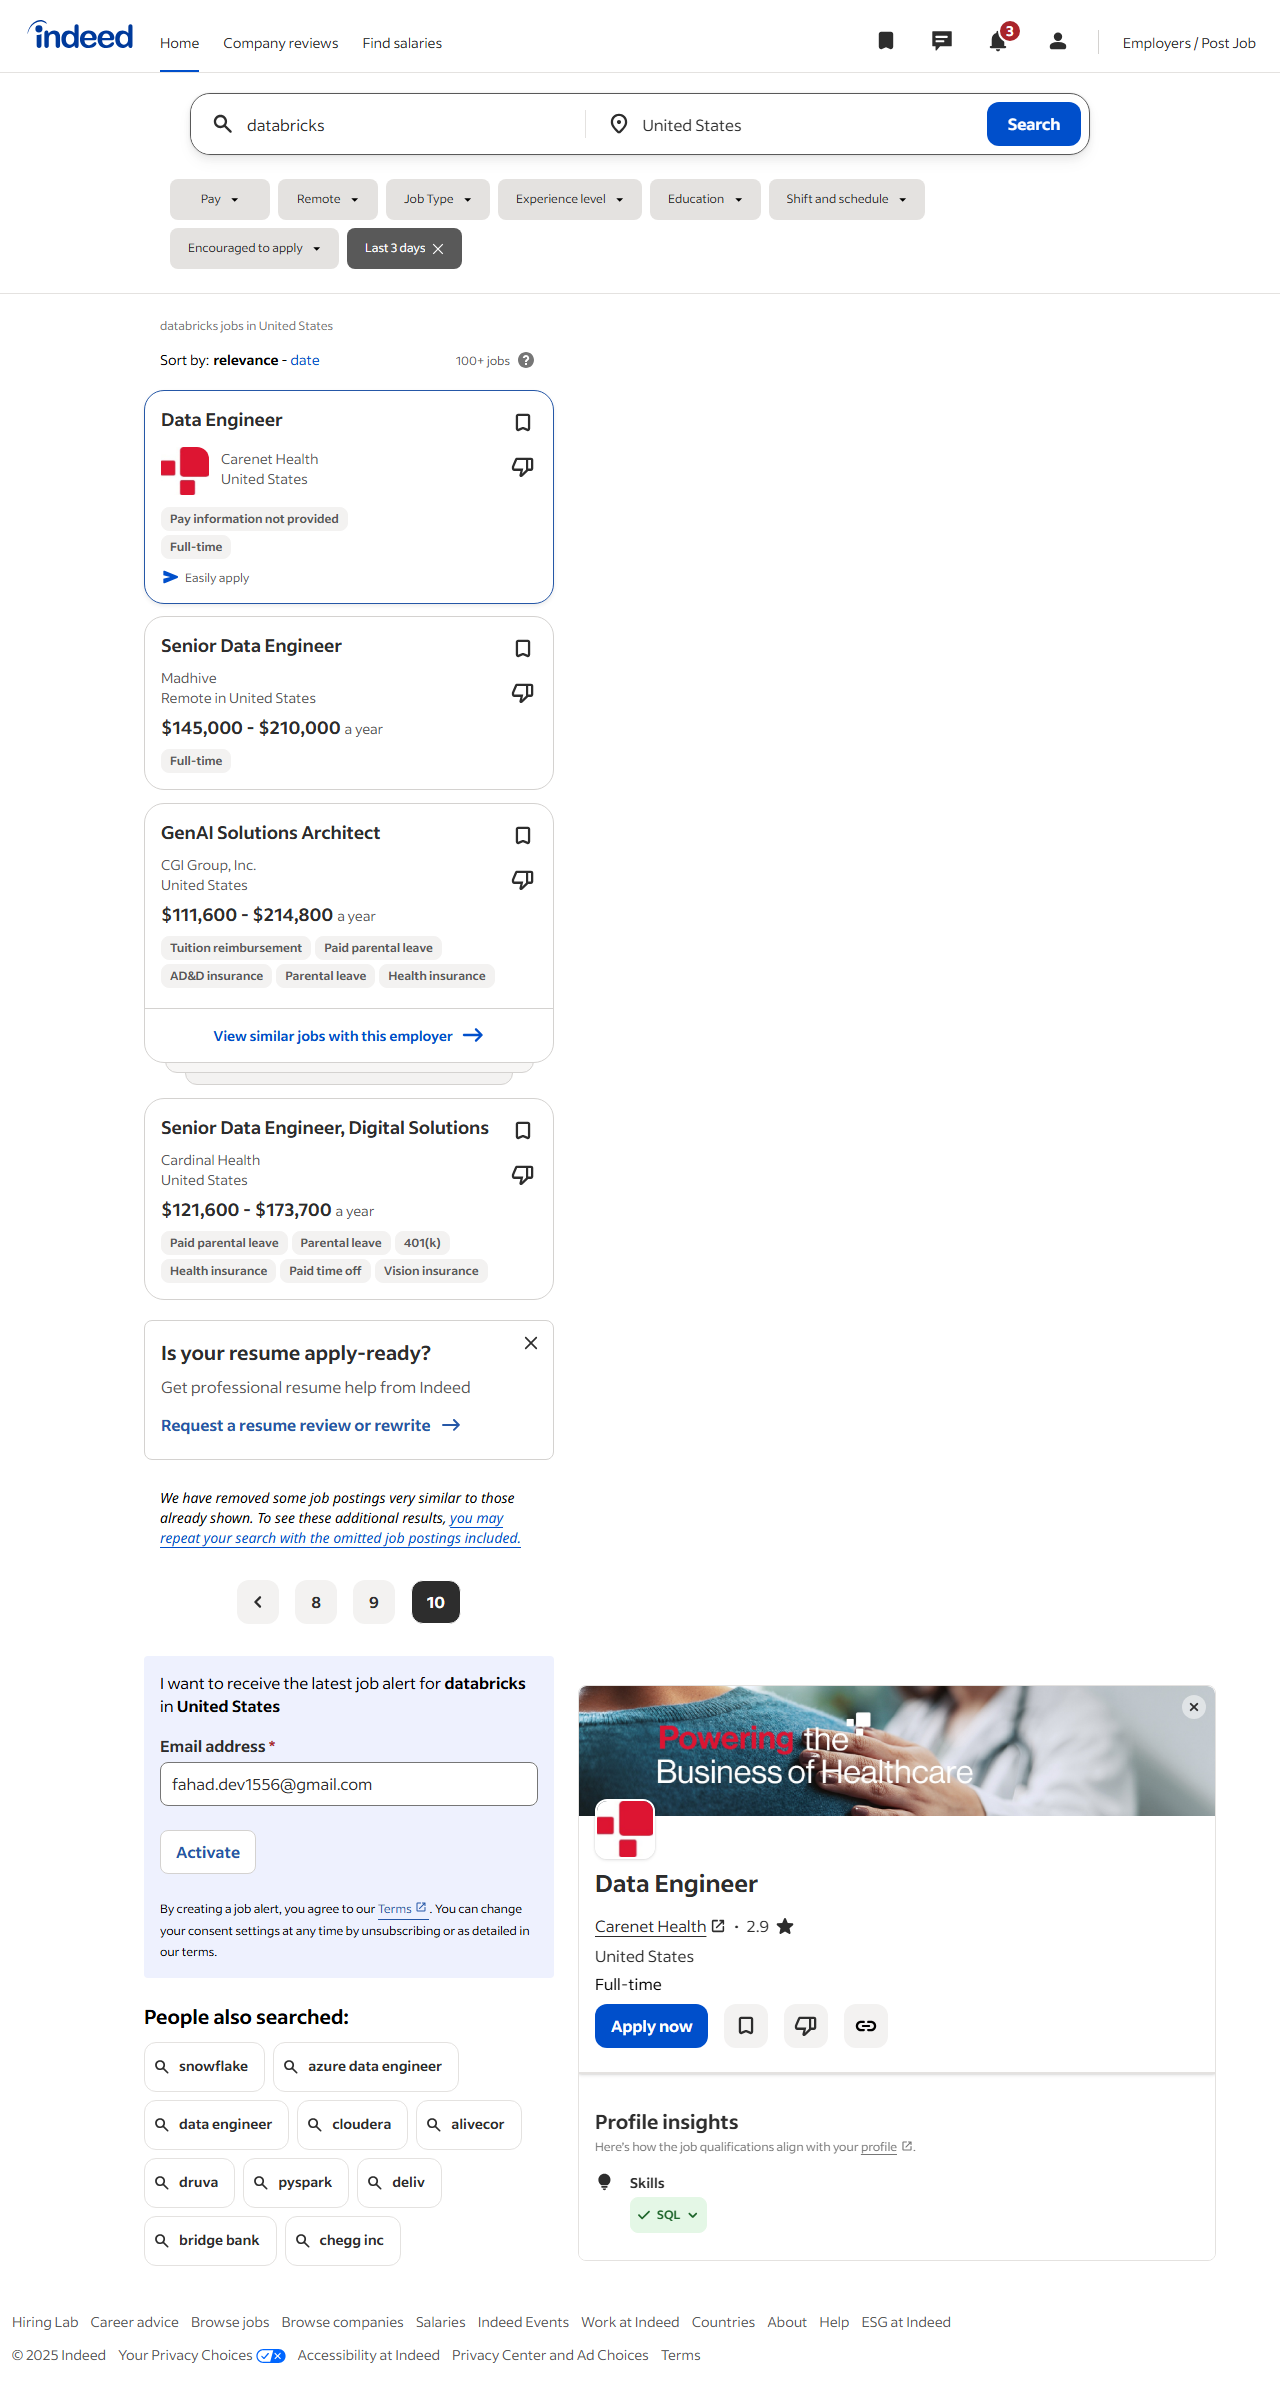 indeed
Home Company reviews Find salaries
3
Employers / Post Job
databricks
United States
Search
Pay Remote Job Type Experience level Education Shift and schedule
Encouraged to apply Last 3 days
databricks jobs in United States
Sort by: relevance - date
100+ jobs ?
Data Engineer
Carenet Health
United States
Pay information not provided
Full-time
Easily apply
Senior Data Engineer
Madhive
Remote in United States
$145,000 - $210,000 a year
Full-time
GenAI Solutions Architect
CGI Group, Inc.
United States
$111,600 - $214,800 a year
Tuition reimbursement Paid parental leave
AD&D insurance Parental leave Health insurance
View similar jobs with this employer
Senior Data Engineer, Digital Solutions
Cardinal Health
United States
$121,600 - $173,700 a year
Paid parental leave Parental leave 401(k)
Health insurance Paid time off Vision insurance
Is your resume apply-ready?
Get professional resume help from Indeed
Request a resume review or rewrite
We have removed some job postings very similar to those
already shown. To see these additional results, you may
repeat your search with the omitted job postings included.
8 9 10
I want to receive the latest job alert for databricks
in United States
Email address *
fahad.dev1556@gmail.com
Activate
By creating a job alert, you agree to our Terms . You can change
your consent settings at any time by unsubscribing or as detailed in
our terms.
People also searched:
snowflake azure data engineer
data engineer cloudera alivecor
druva pyspark deliv
bridge bank chegg inc
Powering the
Business of Healthcare
Data Engineer
Carenet Health · 2.9
United States
Full-time
Apply now
Profile insights
Here's how the job qualifications align with your profile .
Skills
SQL
Hiring Lab Career advice Browse jobs Browse companies Salaries Indeed Events Work at Indeed Countries About Help ESG at Indeed
© 2025 Indeed Your Privacy Choices Accessibility at Indeed Privacy Center and Ad Choices Terms